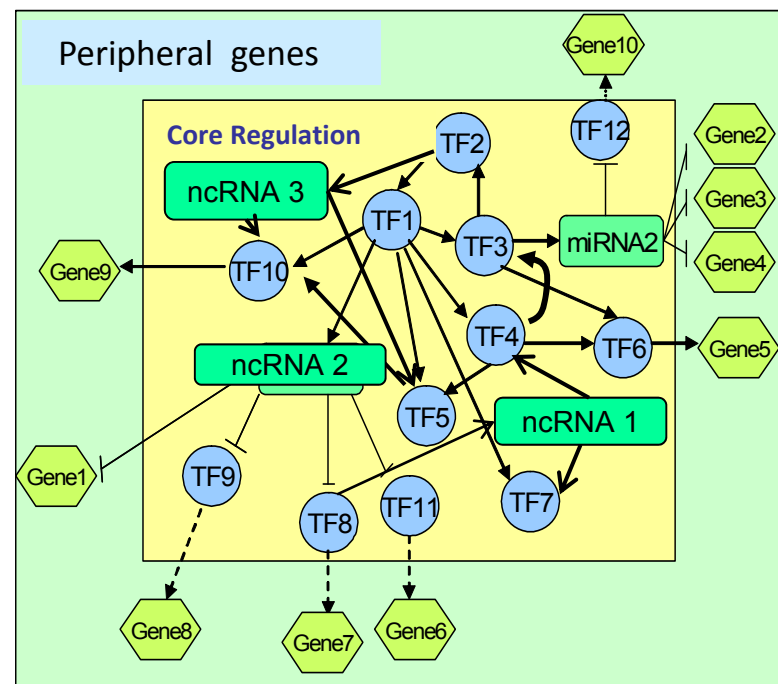 Peripheral genes
Gene10
Core Regulation
TF12
TF2
Gene2
ncRNA 3
Gene3
TF1
TF3
miRNA2
Gene9
TF10
Gene4
TF4
TF6
Gene5
ncRNA 2
TF5
ncRNA 1
Gene1
TF9
TF11
TF7
TF8
Gene8
Gene7
Gene6